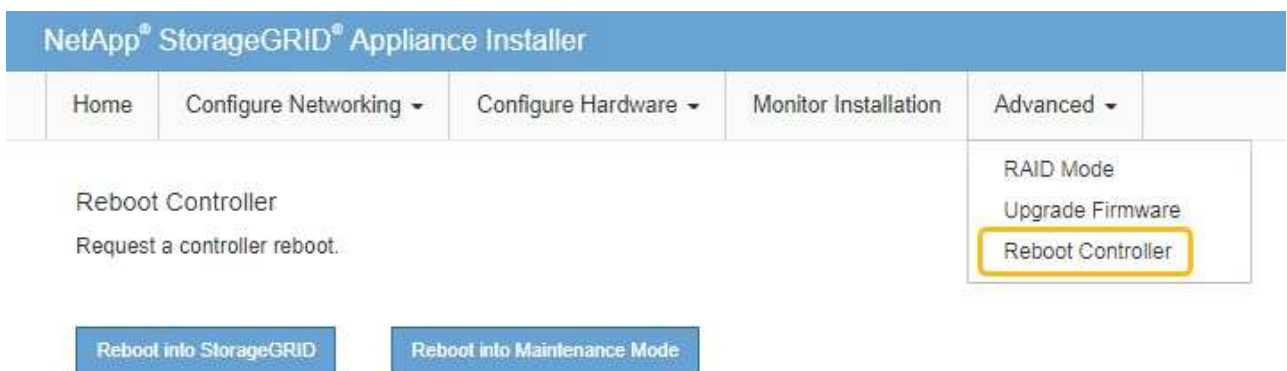 NetApp® StorageGRID® Appliance Installer
Home Configure Networking Configure Hardware Monitor Installation Advanced
RAID Mode
Upgrade Firmware
Reboot Controller
Reboot Controller
Request a controller reboot.
Reboot into StorageGRID Reboot into Maintenance Mode